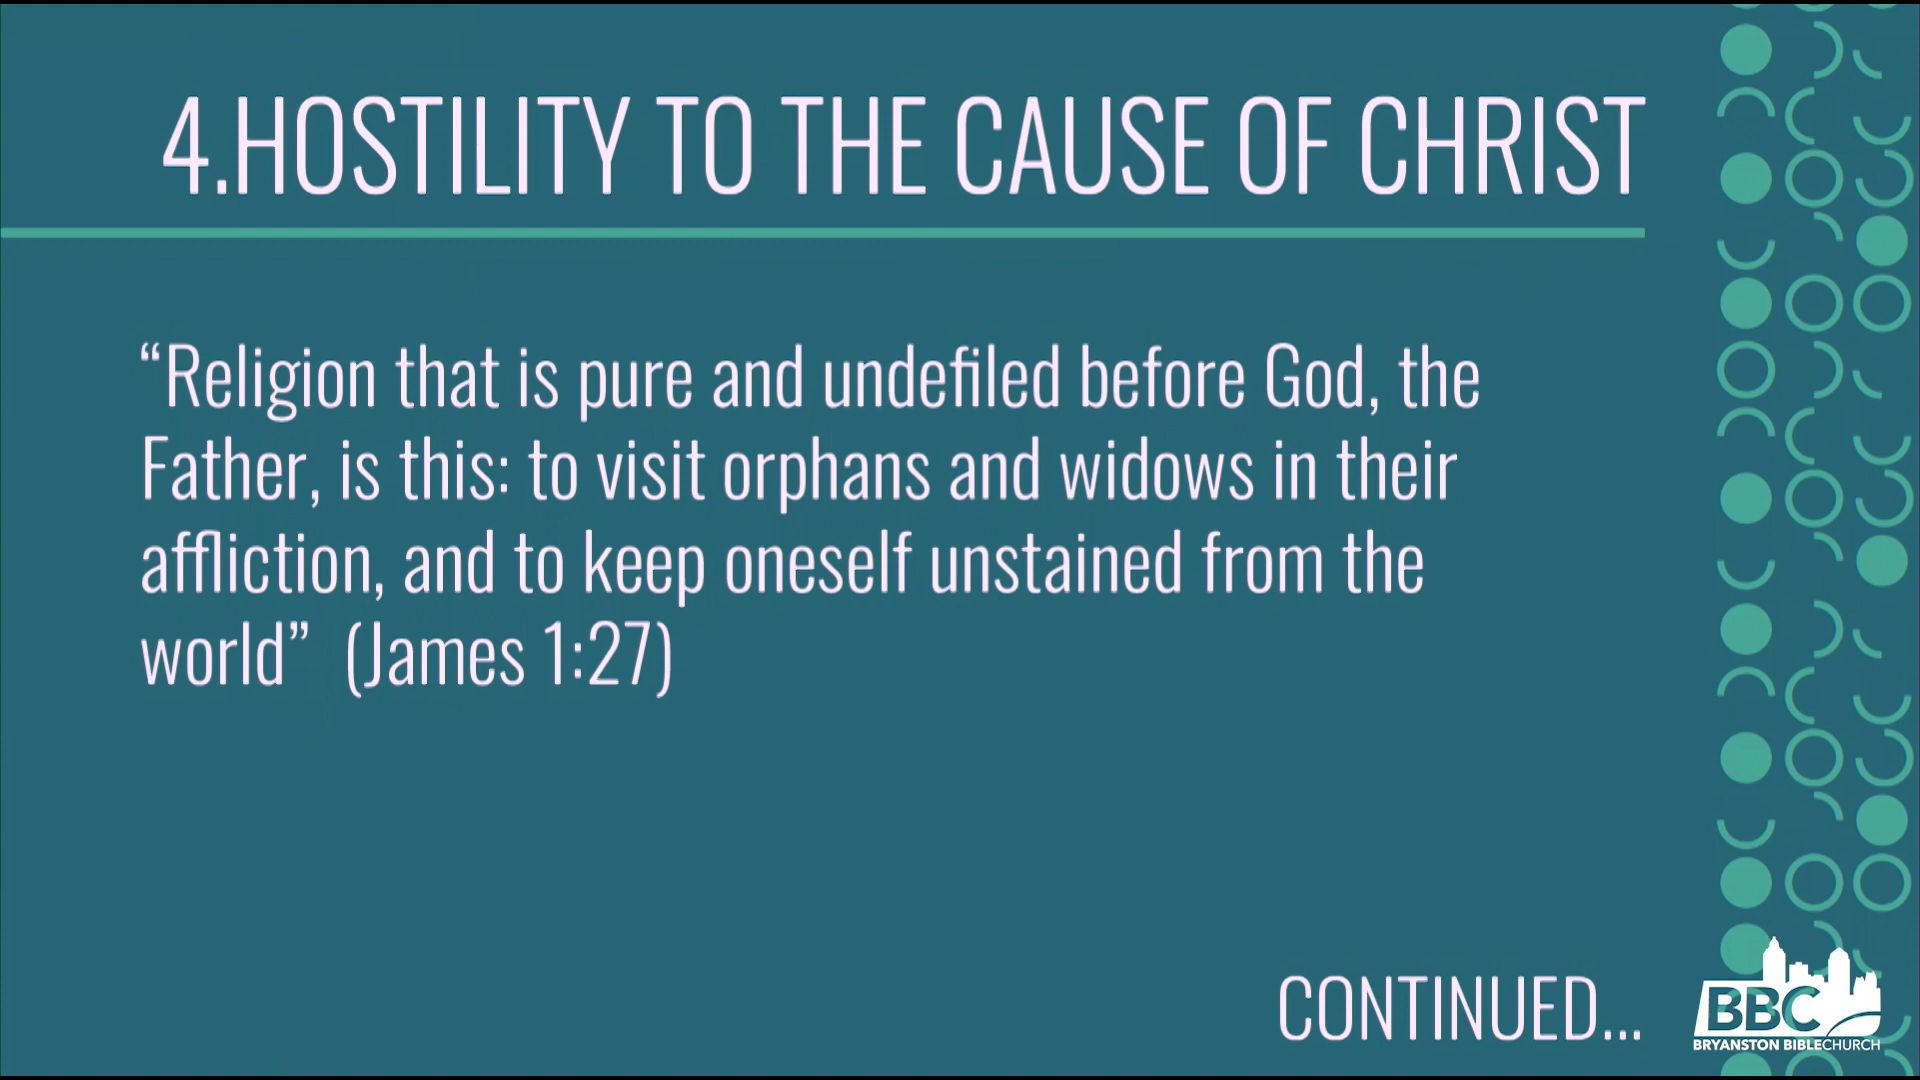 4.HOSTILITY TO THE CAUSE OF CHRIST
“Religion that is pure and undefiled before God, the
Father, is this: to visit orphans and widows in their
affliction, and to keep oneself unstained from the
world”  (James 1:27)
CONTINUED...
BBC
BRYANSTON BIBLECHURCH